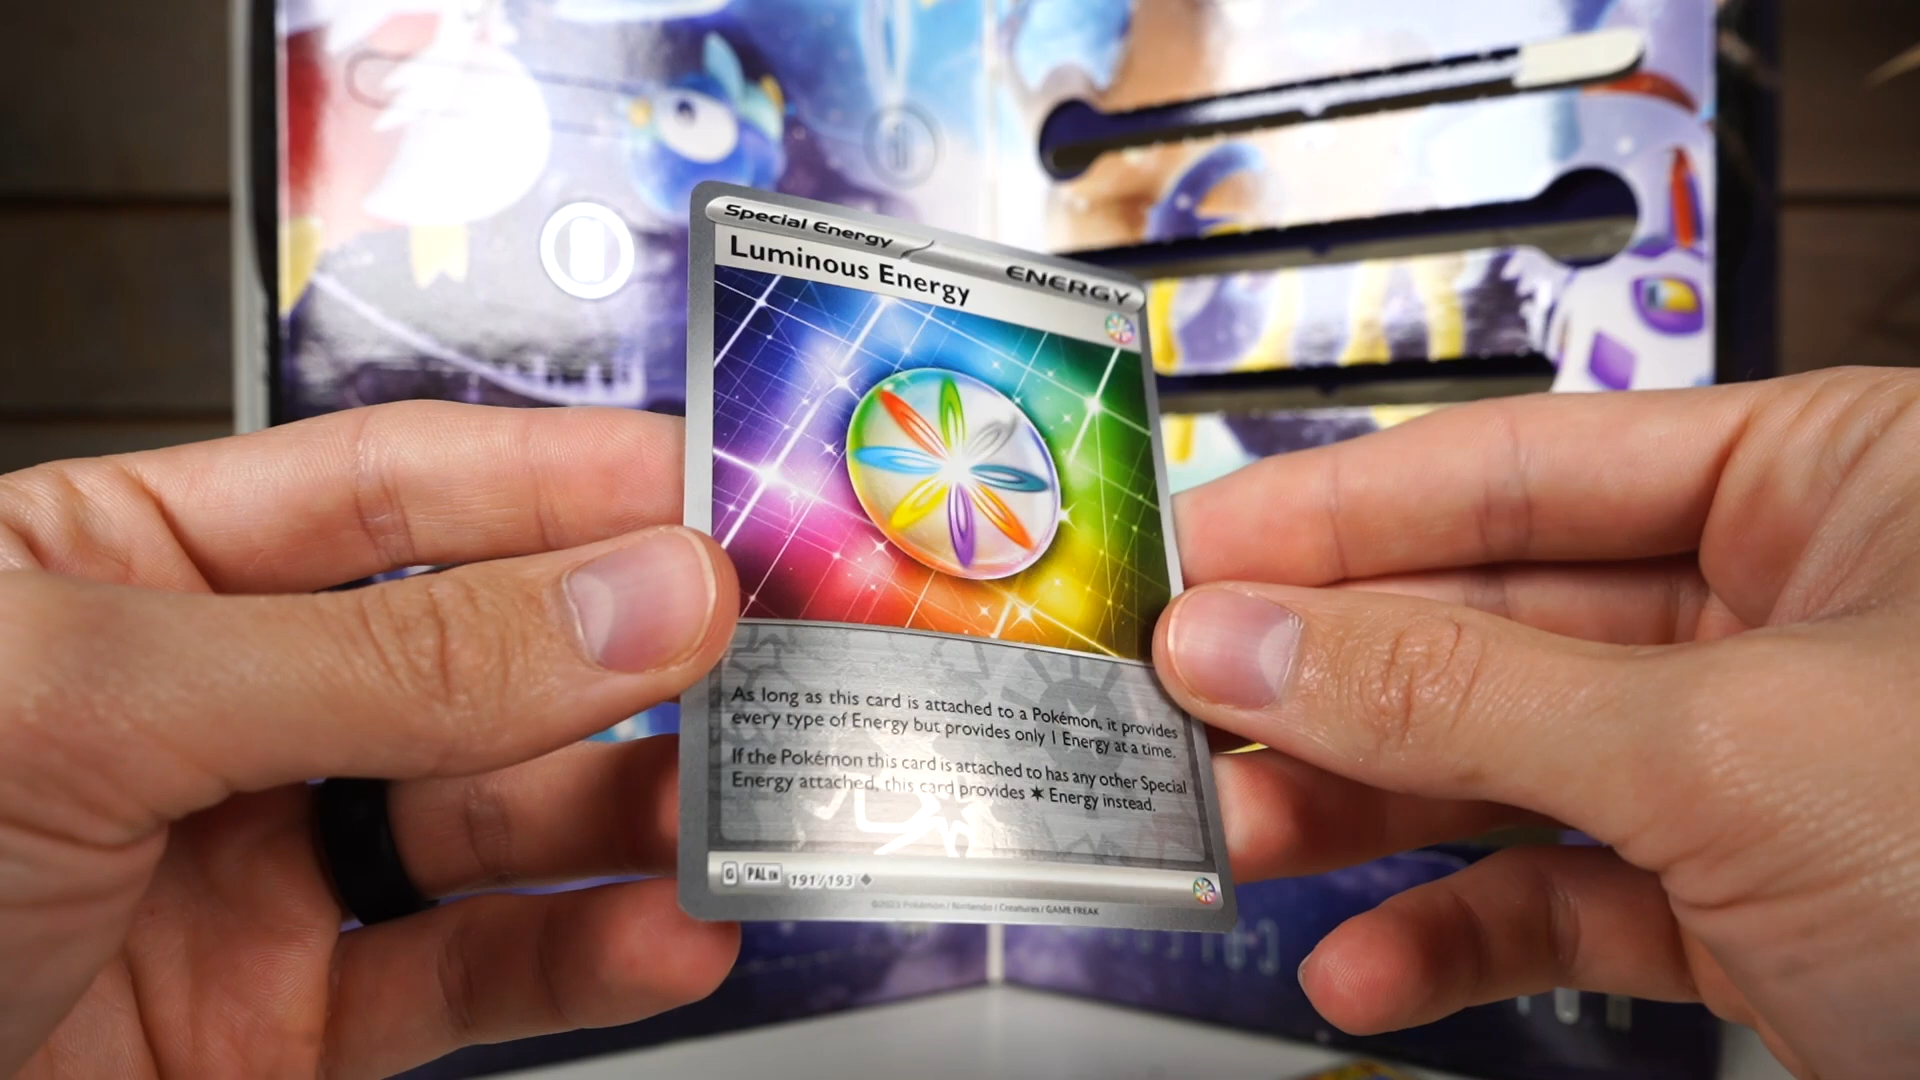 Special Energy
ENERGY
Luminous Energy
As long as this card is attached to a Pokémon, it provides
every type of Energy but provides only 1 Energy at a time.
If the Pokémon this card is attached to has any other Special
Energy attached, this card provides ✶ Energy instead.
G PAL EN 191/193 ◆
©2023 Pokémon / Nintendo / Creatures / GAME FREAK